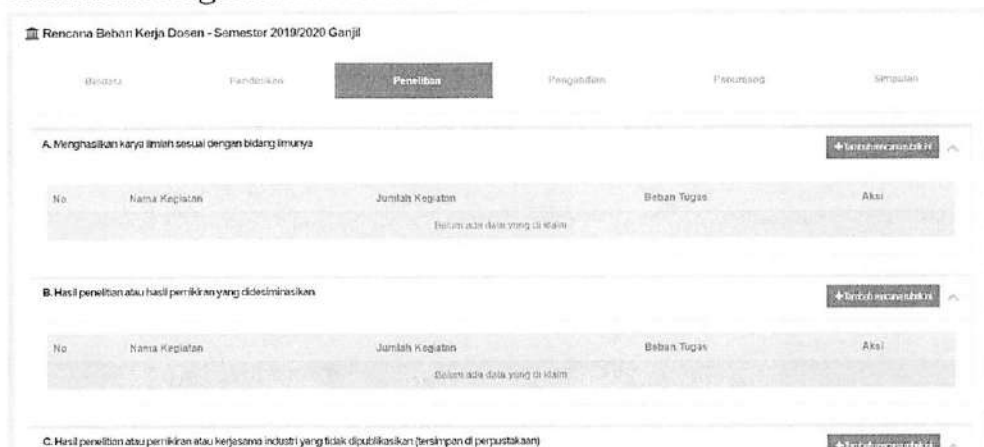 Rencana Beban Kerja Dosen - Semester 2019/2020 Ganjil
Biodata Pendidikan Penelitian Pengabdian Penunjang Simpulan
A. Menghasilkan karya ilmiah sesuai dengan bidang ilmunya
No Nama Kegiatan Jumlah Kegiatan Beban Tugas Aksi
Belum ada data yang di klaim
B. Hasil penelitian atau hasil pemikiran yang didesiminasikan
No Nama Kegiatan Jumlah Kegiatan Beban Tugas Aksi
Belum ada data yang di klaim
C. Hasil penelitian atau pemikiran atau kerjasama industri yang tidak dipublikasikan (tersimpan di perpustakaan)